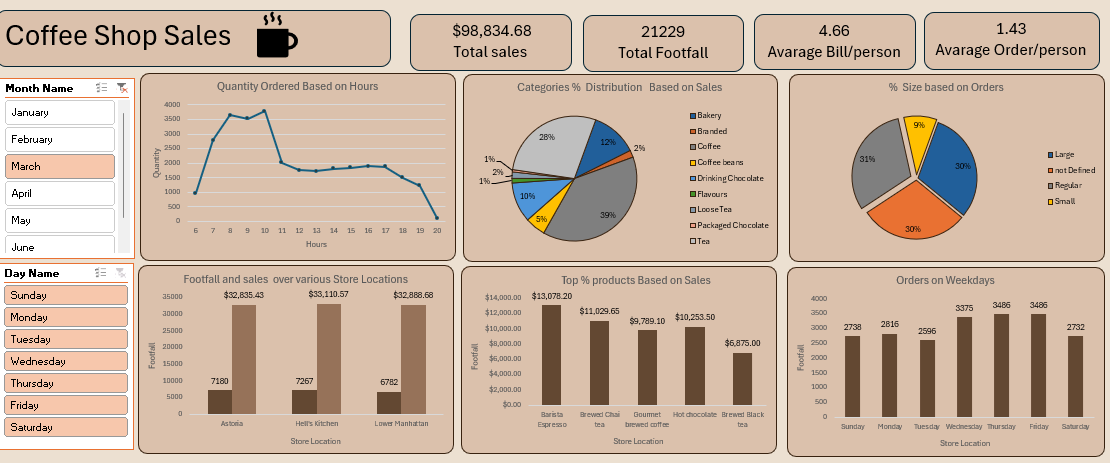 Coffee Shop Sales
$98,834.68
Total sales
21229
Total Footfall
4.66
Avarage Bill/person
1.43
Avarage Order/person
Month Name
January
February
March
April
May
June
Day Name
Sunday
Monday
Tuesday
Wednesday
Thursday
Friday
Saturday
Quantity Ordered Based on Hours
Quantity
4000
3500
3000
2500
2000
1500
1000
500
0
6 7 8 9 10 11 12 13 14 15 16 17 18 19 20
Hours
Categories % Distribution Based on Sales
28%
12%
2%
39%
5%
10%
1%
2%
1%
Bakery
Branded
Coffee
Coffee beans
Drinking Chocolate
Flavours
Loose Tea
Packaged Chocolate
Tea
% Size based on Orders
9%
30%
30%
31%
Large
not Defined
Regular
Small
Footfall and sales over various Store Locations
Footfall
35000
30000
25000
20000
15000
10000
5000
0
$32,835.43
$33,110.57
$32,888.68
7180
7267
6782
Astoria
Hell's Kitchen
Lower Manhattan
Store Location
Top % products Based on Sales
Footfall
$14,000.00
$12,000.00
$10,000.00
$8,000.00
$6,000.00
$4,000.00
$2,000.00
$0.00
$13,078.20
$11,029.65
$9,789.10
$10,253.50
$6,875.00
Barista
Espresso
Brewed Chai
tea
Gourmet
brewed coffee
Hot chocolate
Brewed Black
tea
Store Location
Orders on Weekdays
Footfall
4000
3500
3000
2500
2000
1500
1000
500
0
2738
2816
2596
3375
3486
3486
2732
Sunday Monday Tuesday Wednesday Thursday Friday Saturday
Store Location